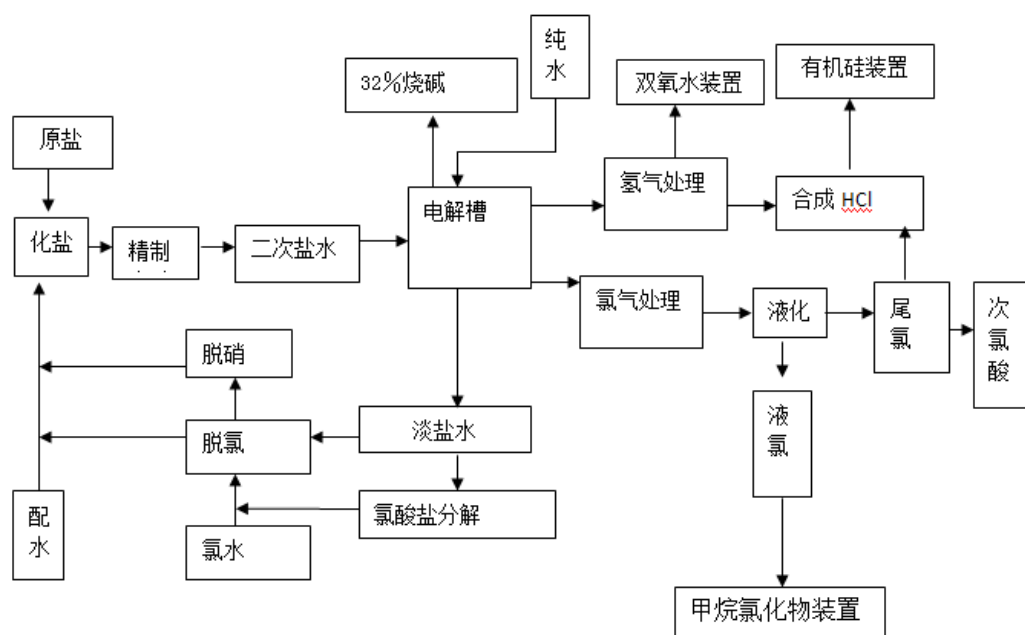 纯
水
32％烧碱
双氧水装置
有机硅装置
原盐
氢气处理
合成 HCl
电解槽
化盐
精制
二次盐水
氯气处理
液化
尾
氯
次
氯
酸
脱硝
脱氯
淡盐水
液
氯
配
水
氯酸盐分解
氯水
甲烷氯化物装置